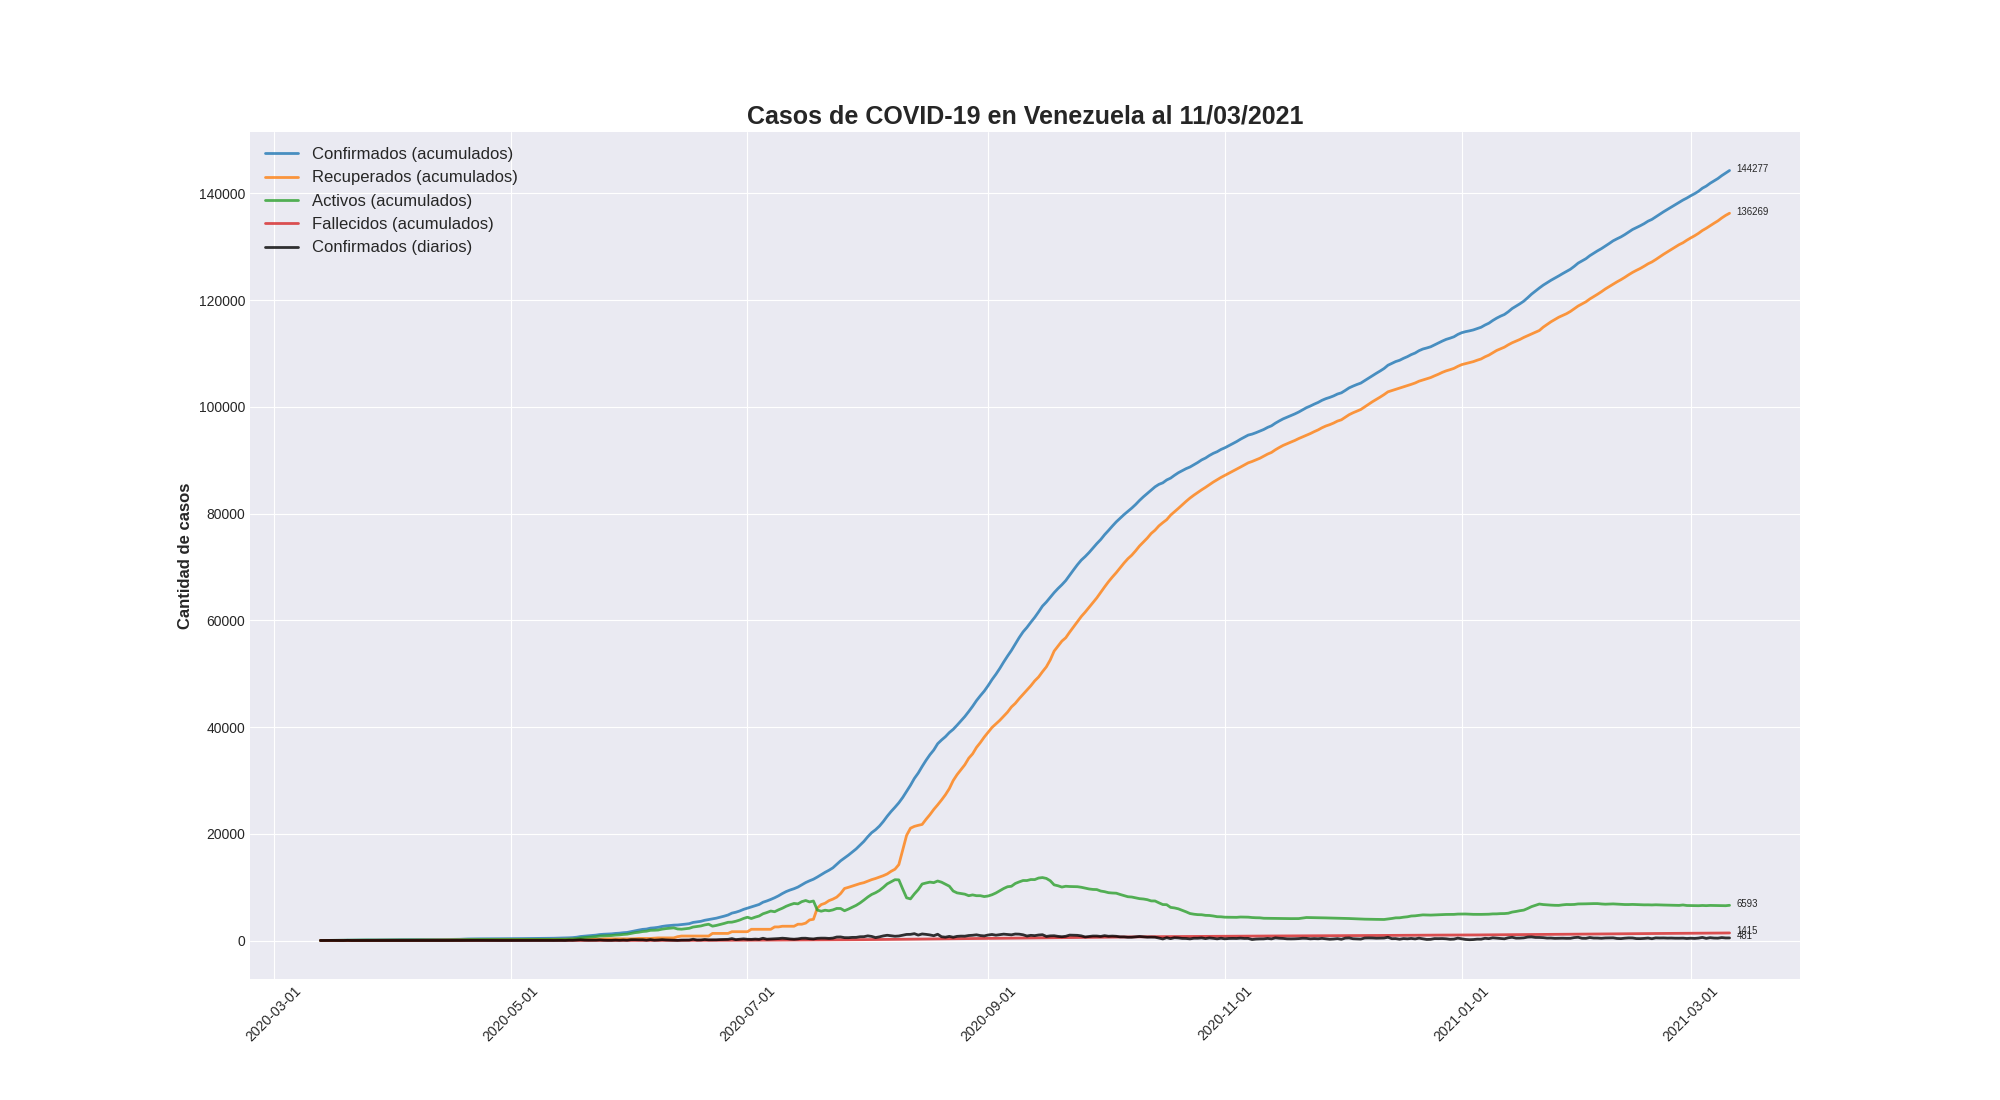 Casos de COVID-19 en Venezuela al 11/03/2021
Confirmados (acumulados)
Recuperados (acumulados)
Activos (acumulados)
Fallecidos (acumulados)
Confirmados (diarios)
Cantidad de casos
140000
120000
100000
80000
60000
40000
20000
0
144277
136269
6593
1415
481
2020-03-01
2020-05-01
2020-07-01
2020-09-01
2020-11-01
2021-01-01
2021-03-01